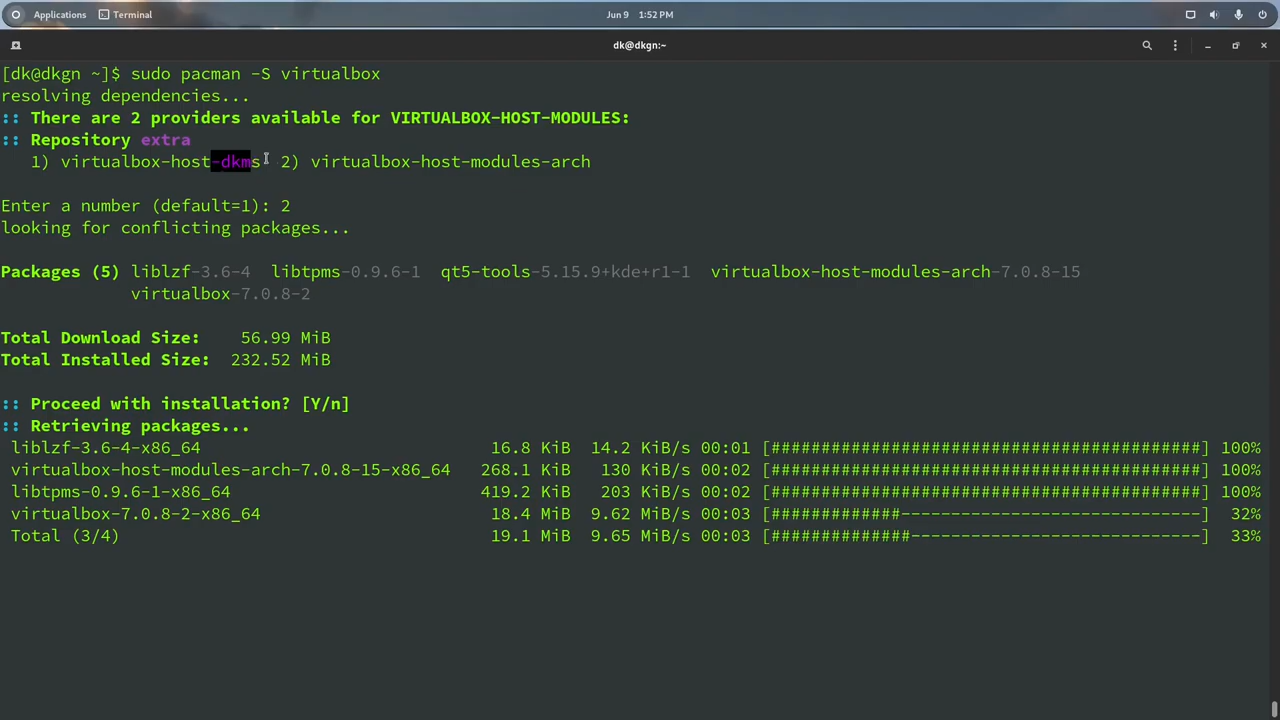 Applications Terminal Jun 9 1:52 PM
dk@dkgn:~
[dk@dkgn ~]$ sudo pacman -S virtualbox
resolving dependencies...
:: There are 2 providers available for VIRTUALBOX-HOST-MODULES:
:: Repository extra
1) virtualbox-host-dkms 2) virtualbox-host-modules-arch
Enter a number (default=1): 2
looking for conflicting packages...
Packages (5) liblzf-3.6-4 libtpms-0.9.6-1 qt5-tools-5.15.9+kde+r1-1 virtualbox-host-modules-arch-7.0.8-15
virtualbox-7.0.8-2
Total Download Size: 56.99 MiB
Total Installed Size: 232.52 MiB
:: Proceed with installation? [Y/n]
:: Retrieving packages...
liblzf-3.6-4-x86_64 16.8 KiB 14.2 KiB/s 00:01 [###########################################] 100%
virtualbox-host-modules-arch-7.0.8-15-x86_64 268.1 KiB 130 KiB/s 00:02 [###########################################] 100%
libtpms-0.9.6-1-x86_64 419.2 KiB 203 KiB/s 00:02 [###########################################] 100%
virtualbox-7.0.8-2-x86_64 18.4 MiB 9.62 MiB/s 00:03 [#############------------------------------] 32%
Total (3/4) 19.1 MiB 9.65 MiB/s 00:03 [##############-----------------------------] 33%